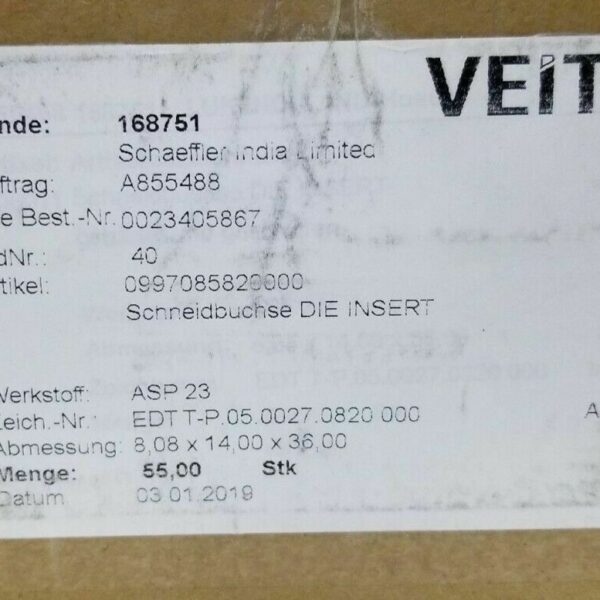 VEIT
nde: 168751
Schaeffler India Limited
ftrag: A855488
e Best.-Nr. 0023405867
dNr.: 40
tikel: 0997085820000
Schneidbuchse DIE INSERT
Werkstoff: ASP 23
Zeich.-Nr.: EDT T-P.05.0027.0820 000
Abmessung: 8,08 x 14,00 x 36,00
Menge: 55,00 Stk
Datum 03.01.2019
A